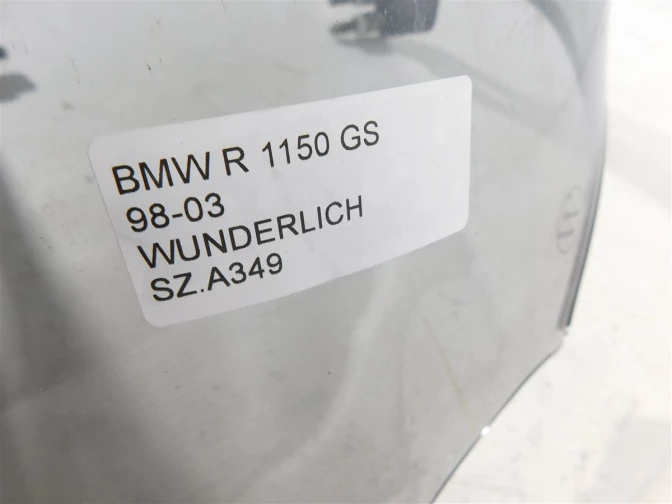 BMW R 1150 GS
98-03
WUNDERLICH
SZ.A349